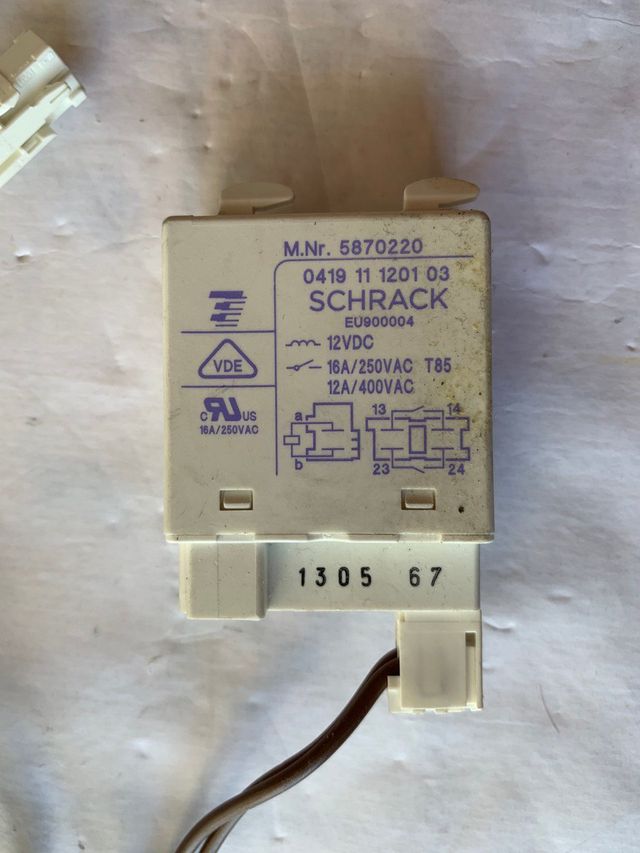 M.Nr. 5870220
0419 11 1201 03
SCHRACK
EU900004
12VDC
16A/250VAC T85
12A/400VAC
VDE
C UR US
16A/250VAC
a
b
13 14
23 24
1305 67